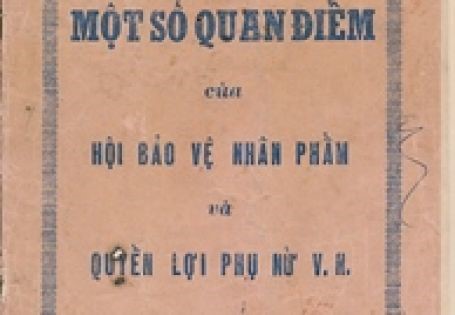 MỘT SỐ QUAN ĐIỂM
của
HỘI BẢO VỆ NHÂN PHẨM
và
QUYỀN LỢI PHỤ NỮ V.N.